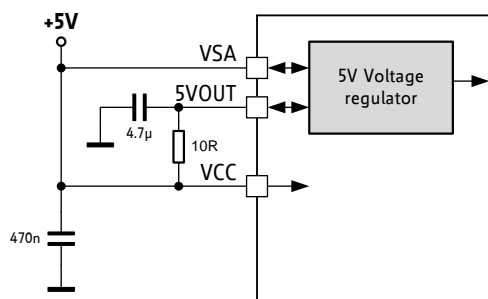 +5V
VSA
5V Voltage
regulator
5VOUT
4.7µ
10R
VCC
470n